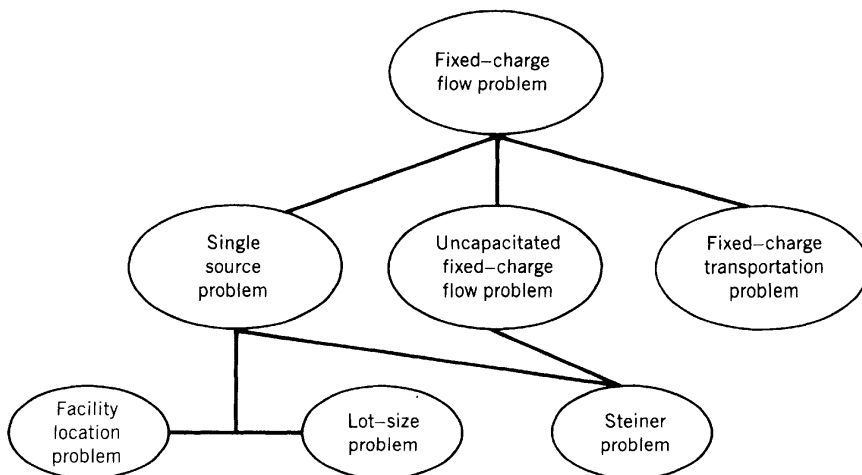 Fixed–charge
flow problem
Single
source
problem
Uncapacitated
fixed–charge
flow problem
Fixed–charge
transportation
problem
Facility
location
problem
Lot–size
problem
Steiner
problem